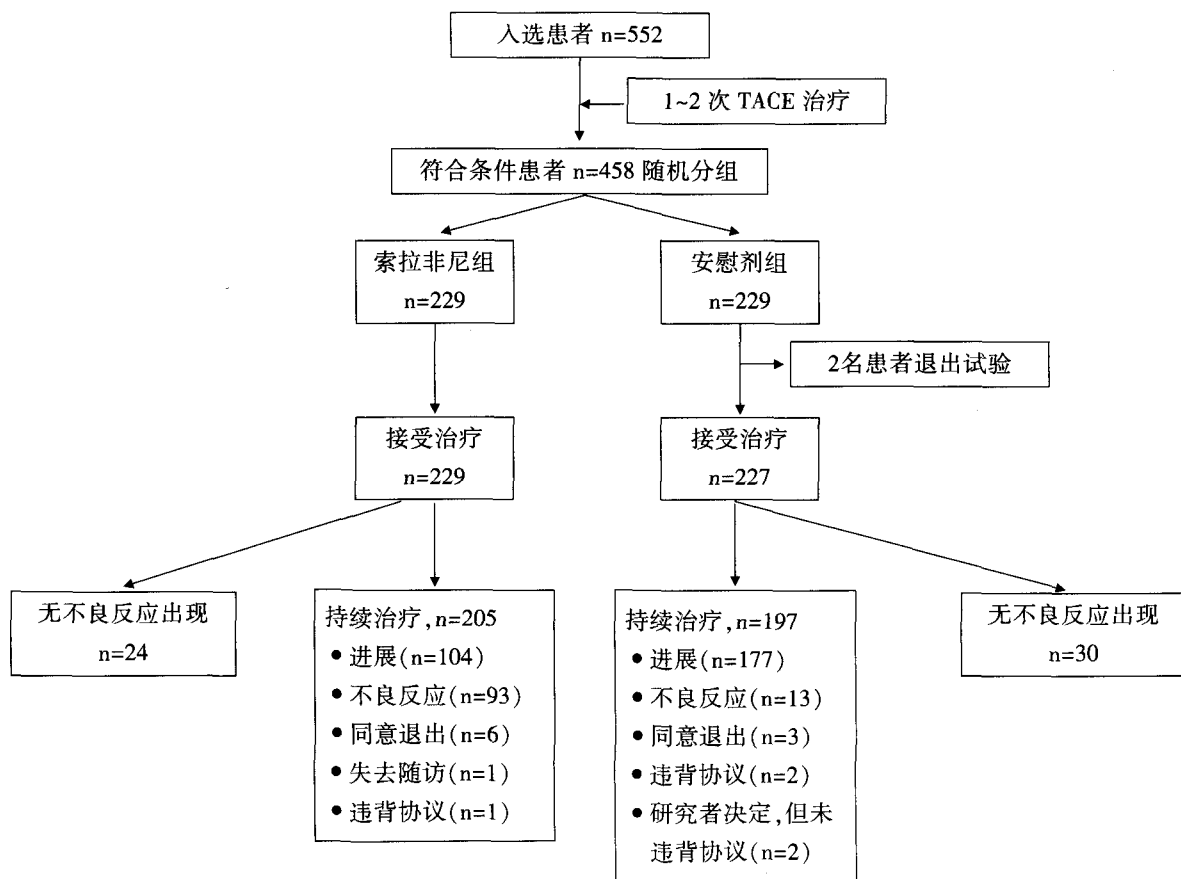 入选患者 n=552
1~2 次 TACE 治疗
符合条件患者 n=458 随机分组
索拉非尼组
n=229
安慰剂组
n=229
2名患者退出试验
接受治疗
n=229
接受治疗
n=227
无不良反应出现
n=24
持续治疗,n=205
• 进展(n=104)
• 不良反应(n=93)
• 同意退出(n=6)
• 失去随访(n=1)
• 违背协议(n=1)
持续治疗,n=197
• 进展(n=177)
• 不良反应(n=13)
• 同意退出(n=3)
• 违背协议(n=2)
• 研究者决定,但未
违背协议(n=2)
无不良反应出现
n=30